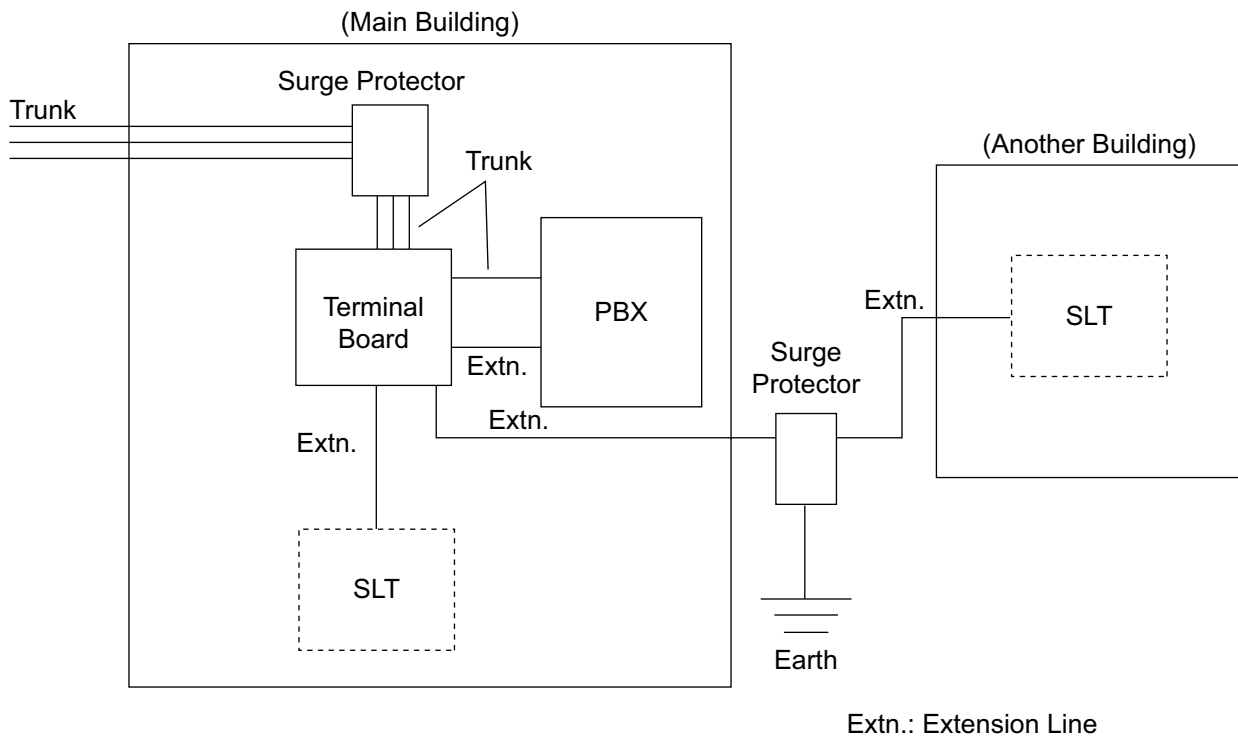 (Main Building)
Surge Protector
Trunk
Trunk
(Another Building)
Terminal
Board
PBX
Extn.
SLT
Extn.
Surge
Protector
Extn.
Extn.
SLT
Earth
Extn.: Extension Line